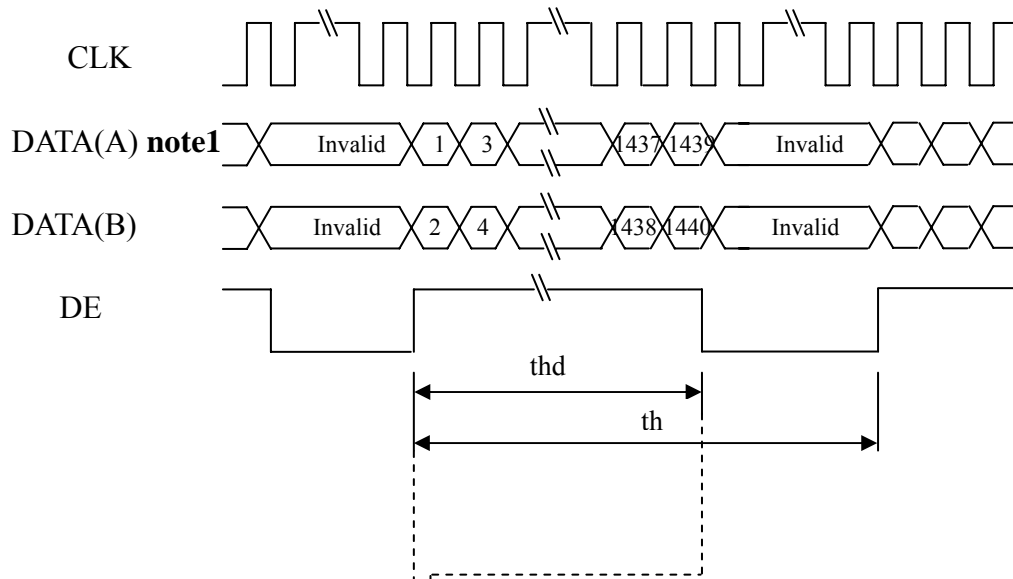 CLK
DATA(A) note1 Invalid 1 3 1437 1439 Invalid
DATA(B) Invalid 2 4 1438 1440 Invalid
DE
thd
th